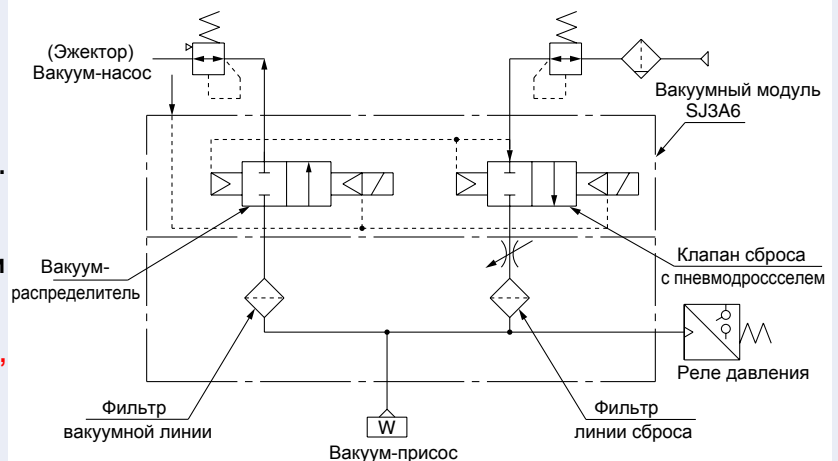 (Эжектор)
Вакуум-насос
Вакуумный модуль
SJ3A6
Вакуум-
распределитель
Клапан сброса
с пневмодроссселем
Реле давления
Фильтр
вакуумной линии
W
Вакуум-присос
Фильтр
линии сброса